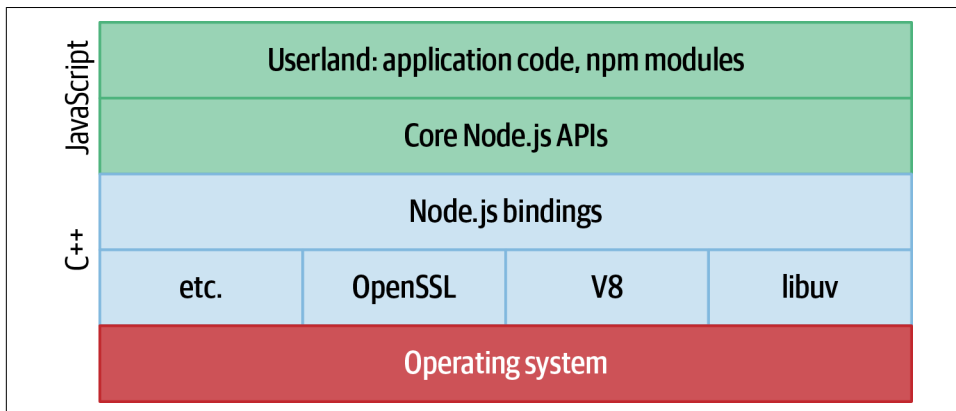 JavaScript
Userland: application code, npm modules
Core Node.js APIs
C++
Node.js bindings
etc.
OpenSSL
V8
libuv
Operating system